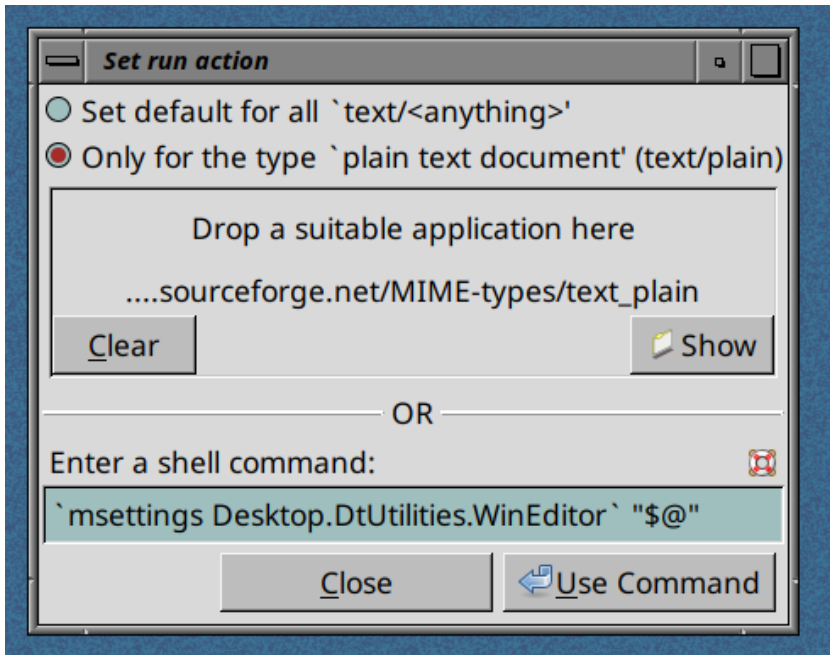 Set run action
Set default for all `text/<anything>'
Only for the type `plain text document' (text/plain)
Drop a suitable application here
....sourceforge.net/MIME-types/text_plain
Clear
Show
OR
Enter a shell command:
`msettings Desktop.DtUtilities.WinEditor` "$@"
Close
Use Command